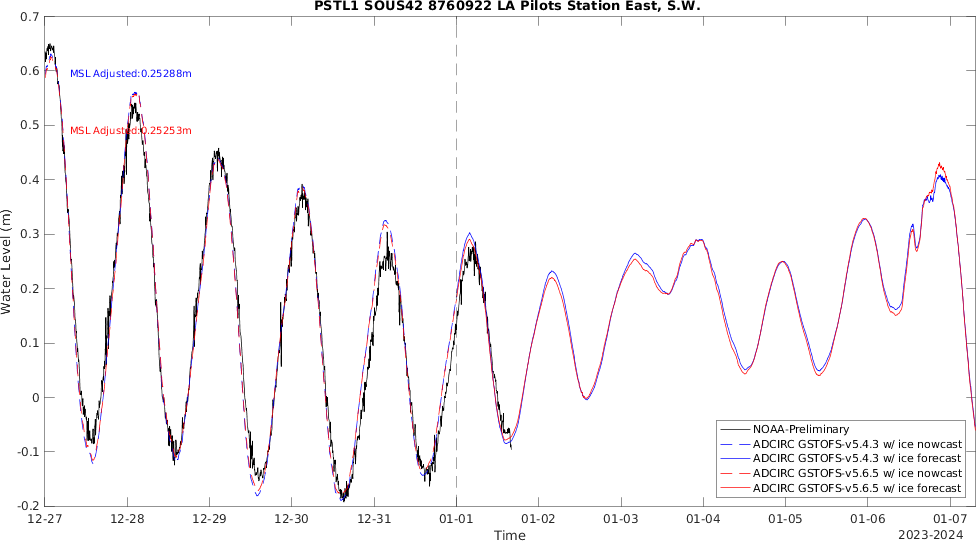 PSTL1 SOUS42 8760922 LA Pilots Station East, S.W.
0.7
0.6
0.5
0.4
0.3
0.2
0.1
0
-0.1
-0.2
Water Level (m)
MSL Adjusted:0.25288m
MSL Adjusted:0.25253m
NOAA-Preliminary
ADCIRC GSTOFS-v5.4.3 w/ ice nowcast
ADCIRC GSTOFS-v5.4.3 w/ ice forecast
ADCIRC GSTOFS-v5.6.5 w/ ice nowcast
ADCIRC GSTOFS-v5.6.5 w/ ice forecast
12-27 12-28 12-29 12-30 12-31 01-01 01-02 01-03 01-04 01-05 01-06 01-07
Time
2023-2024